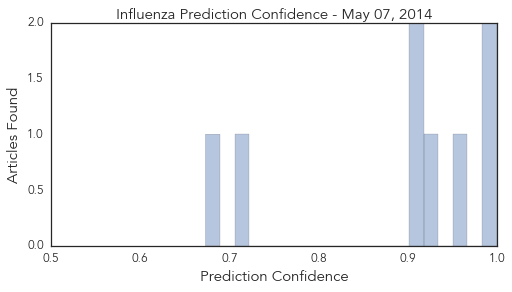 Influenza Prediction Confidence - May 07, 2014
2.0
1.5
1.0
0.5
0.0
Articles Found
0.5 0.6 0.7 0.8 0.9 1.0
Prediction Confidence